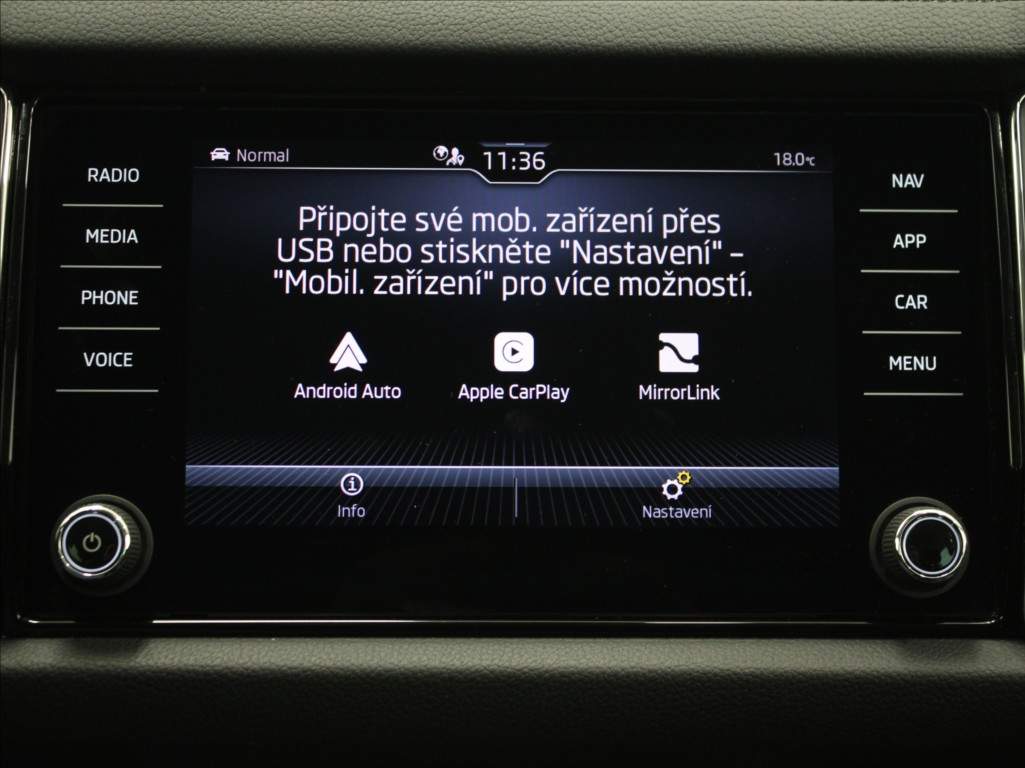 Normal
11:36
18.0°C
RADIO
MEDIA
PHONE
VOICE
NAV
APP
CAR
MENU
Připojte své mob. zařízení přes
USB nebo stiskněte "Nastavení" –
"Mobil. zařízení" pro více možností.
Android Auto
Apple CarPlay
MirrorLink
Info
Nastavení